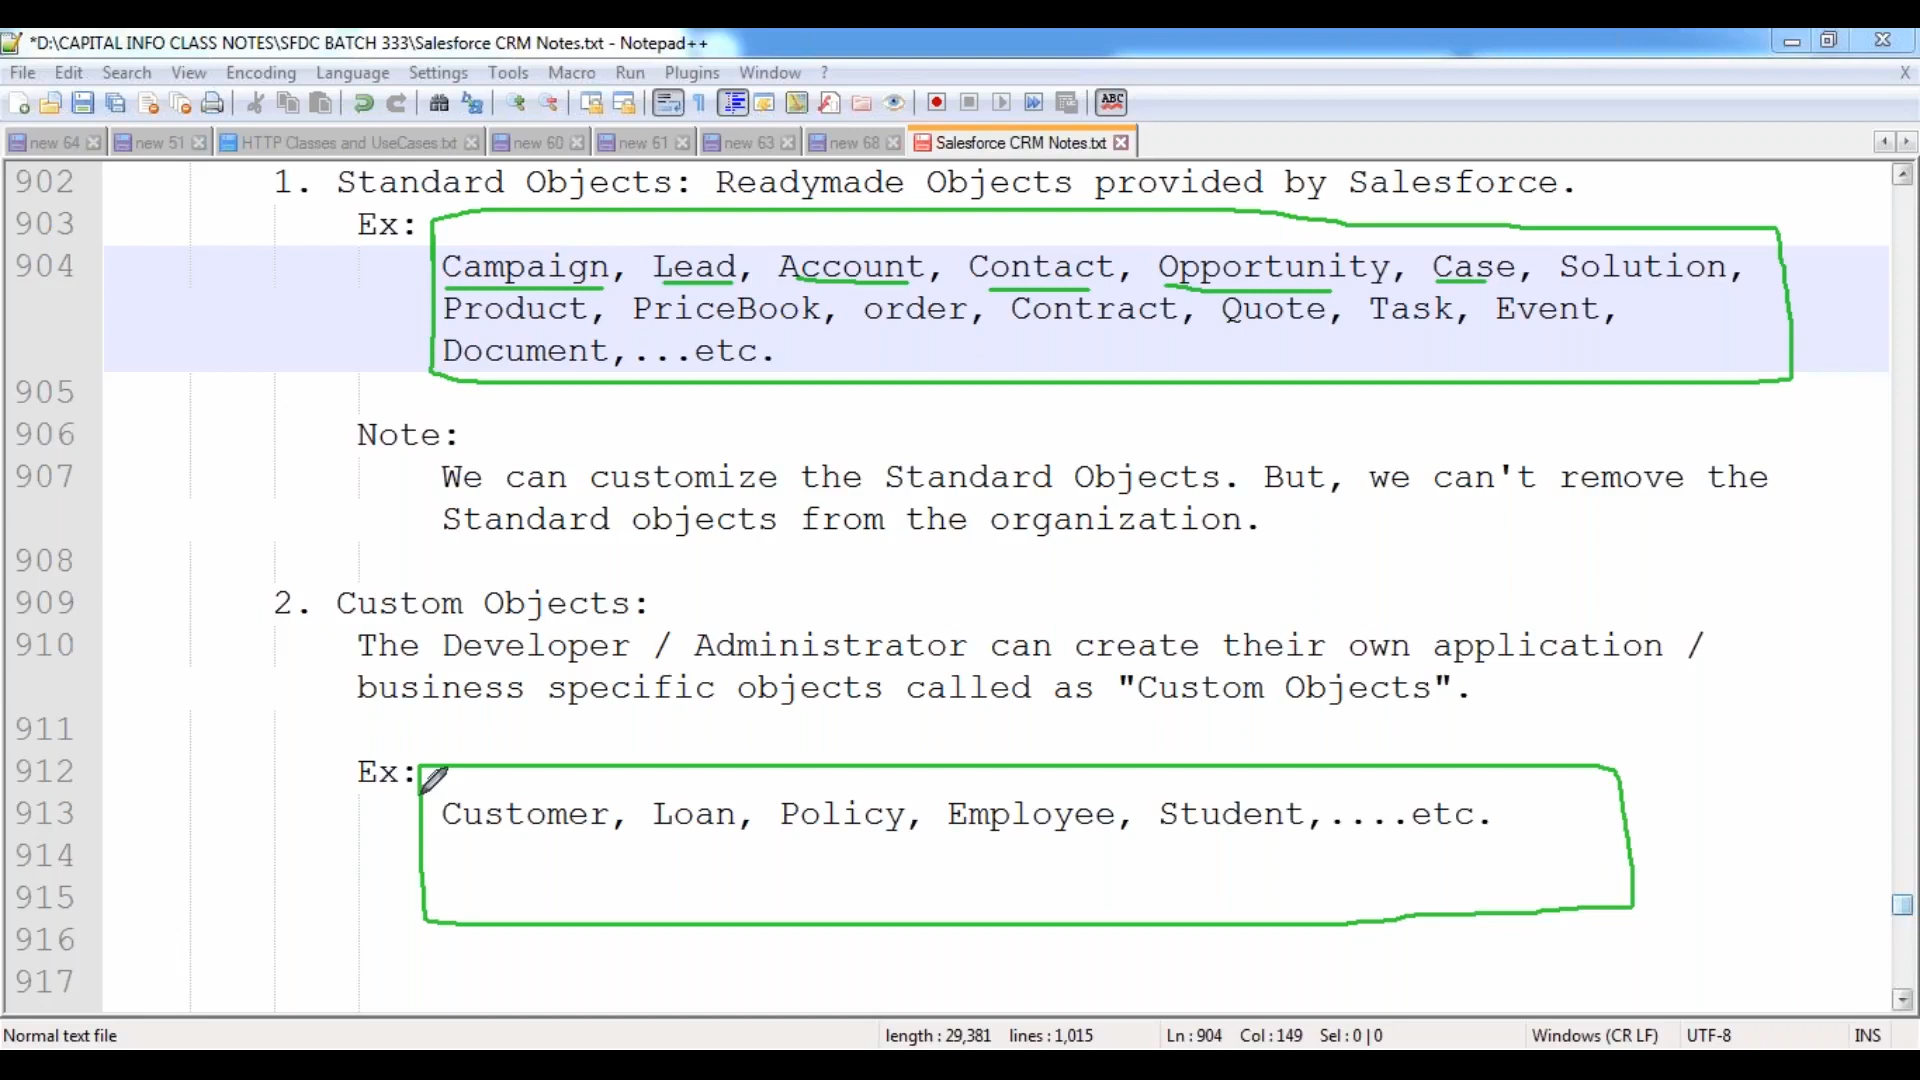 *D:\CAPITAL INFO CLASS NOTES\SFDC BATCH 333\Salesforce CRM Notes.txt - Notepad++
File Edit Search View Encoding Language Settings Tools Macro Run Plugins Window ? X
ABC
new 64 new 51 HTTP Classes and UseCases.txt new 60 new 61 new 63 new 68 Salesforce CRM Notes.txt
902 1. Standard Objects: Readymade Objects provided by Salesforce.
903 Ex:
904 Campaign, Lead, Account, Contact, Opportunity, Case, Solution,
Product, PriceBook, order, Contract, Quote, Task, Event,
Document,...etc.
905
906 Note:
907 We can customize the Standard Objects. But, we can't remove the
Standard objects from the organization.
908
909 2. Custom Objects:
910 The Developer / Administrator can create their own application /
business specific objects called as "Custom Objects".
911
912 Ex:
913 Customer, Loan, Policy, Employee, Student,....etc.
914
915
916
917
Normal text file length : 29,381 lines : 1,015 Ln : 904 Col : 149 Sel : 0 | 0 Windows (CR LF) UTF-8 INS